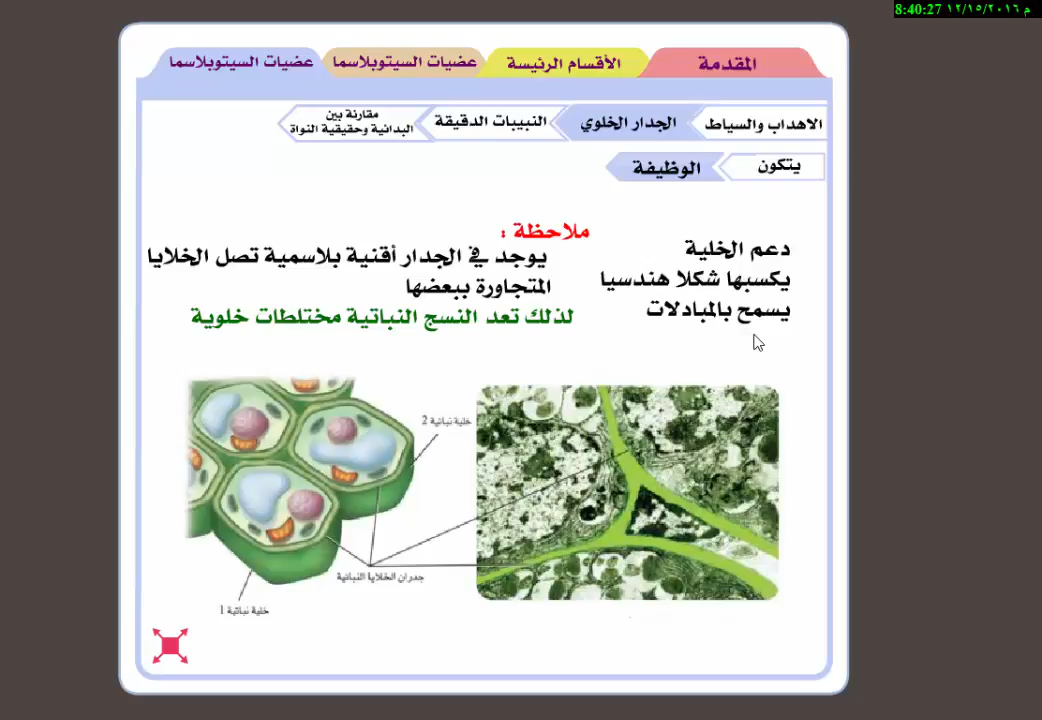 8:40:27 م ١٢/١٥/٢٠١٦
المقدمة
الأقسام الرئيسة
عضيات السيتوبلاسما
عضيات السيتوبلاسما
الاهداب والسياط
الجدار الخلوي
النبيبات الدقيقة
مقارنة بين
البدائية وحقيقية النواة
يتكون
الوظيفة
دعم الخلية
يكسبها شكلا هندسيا
يسمح بالمبادلات
ملاحظة :
يوجد في الجدار أقنية بلاسمية تصل الخلايا
المتجاورة ببعضها
لذلك تعد النسج النباتية مختلطات خلوية
خلية نباتية 2
جدران الخلايا النباتية
خلية نباتية 1